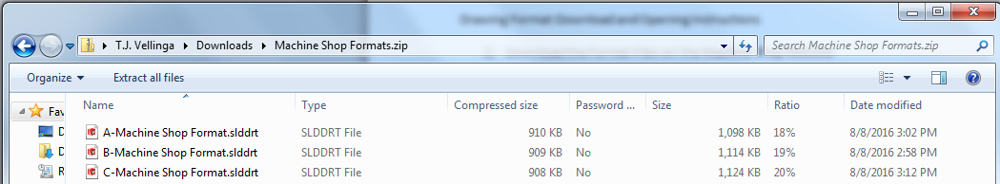 Drawing Format Download and Opening Instructions
T.J. Vellinga Downloads Machine Shop Formats.zip Search Machine Shop Formats.zip
Organize Extract all files
Fav Name Type Compressed size Password ... Size Ratio Date modified
D A-Machine Shop Format.slddrt SLDDRT File 910 KB No 1,098 KB 18% 8/8/2016 3:02 PM
D B-Machine Shop Format.slddrt SLDDRT File 909 KB No 1,114 KB 19% 8/8/2016 2:58 PM
R C-Machine Shop Format.slddrt SLDDRT File 908 KB No 1,124 KB 20% 8/8/2016 3:12 PM